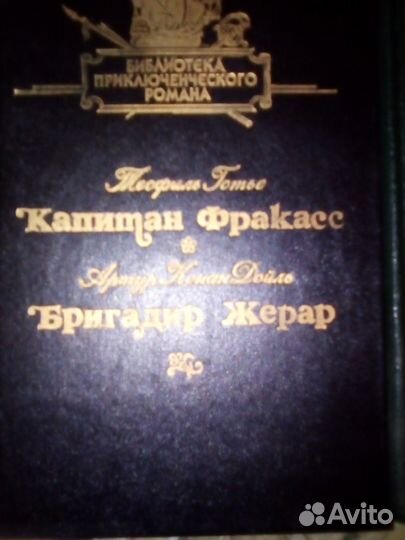 БИБЛИОТЕКА
ПРИКЛЮЧЕНЧЕСКОГО
РОМАНА
Теофиль Готье
Капитан Фракасс
Артур Конан Дойль
Бригадир Жерар
Avito